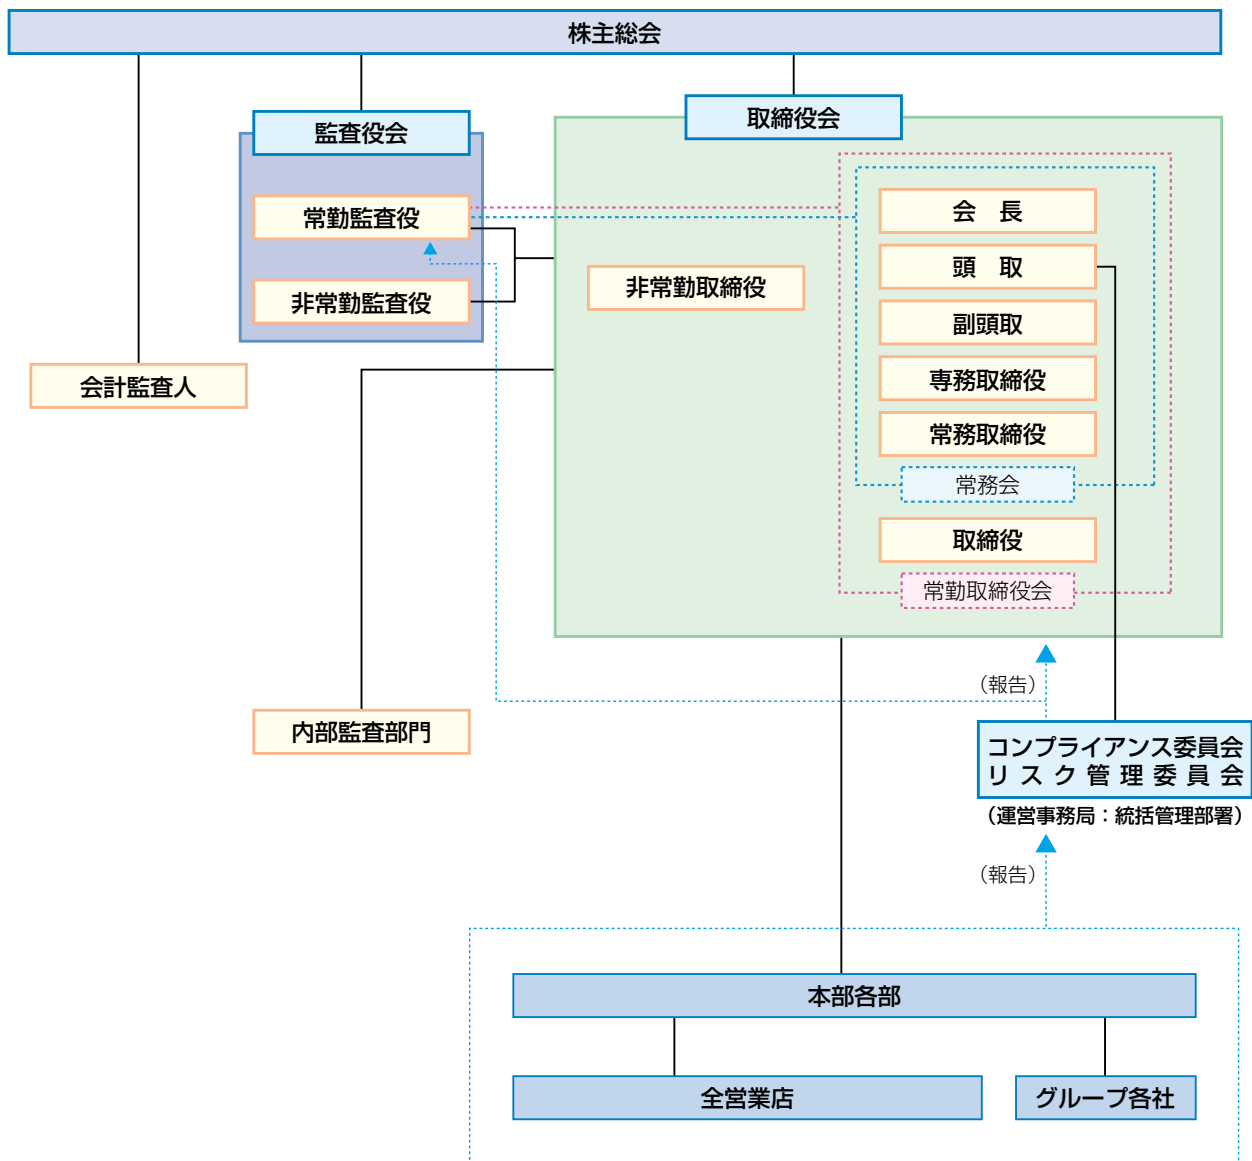 株主総会
監査役会
取締役会
常勤監査役
非常勤監査役
会計監査人
内部監査部門
非常勤取締役
会　長
頭　取
副頭取
専務取締役
常務取締役
常務会
取締役
常勤取締役会
（報告）
コンプライアンス委員会
リスク管理委員会
（運営事務局：統括管理部署）
（報告）
本部各部
全営業店
グループ各社